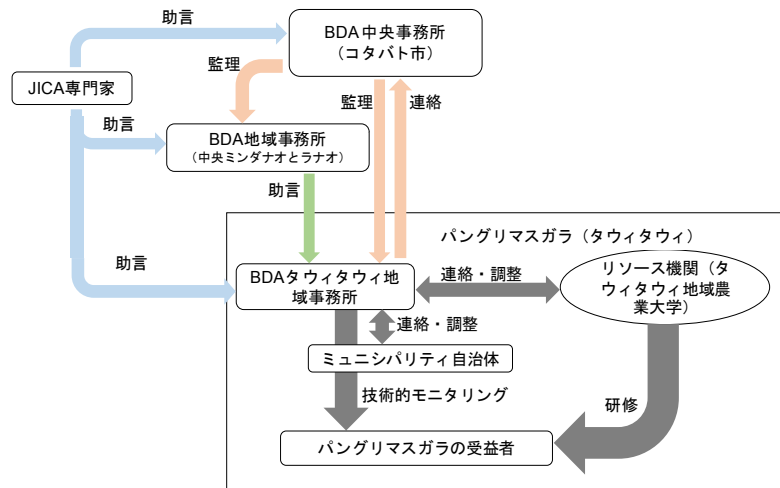 助言
BDA中央事務所
（コタバト市）
監理
JICA専門家
監理
連絡
助言
BDA地域事務所
（中央ミンダナオとラナオ）
助言
パングリマスガラ（タウィタウィ）
助言
BDAタウィタウィ地
域事務所
連絡・調整
リソース機関（タ
ウィタウィ地域農
業大学）
連絡・調整
ミュニシパリティ自治体
技術的モニタリング
研修
パングリマスガラの受益者